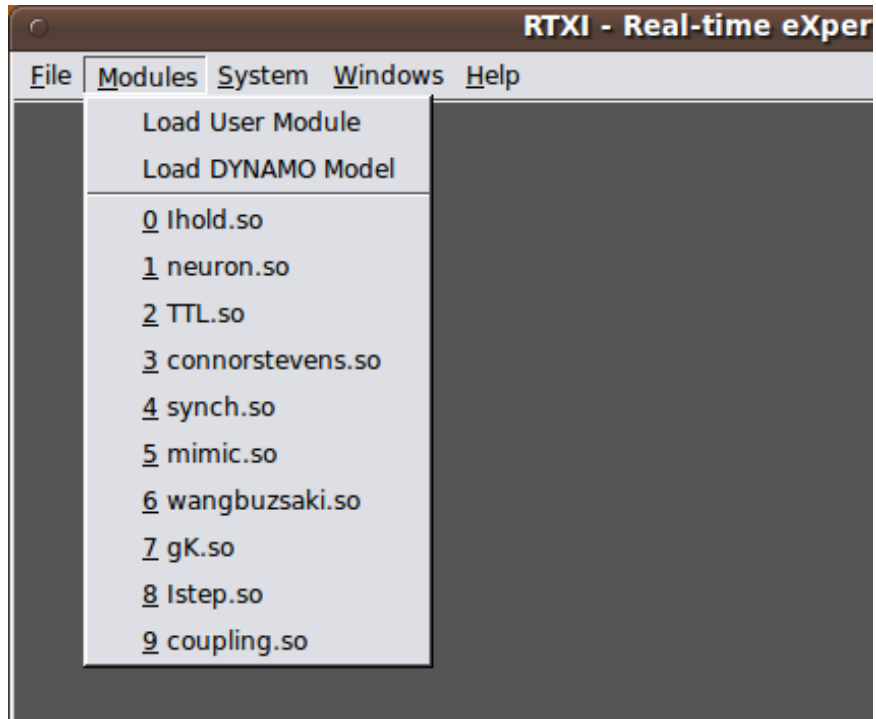 RTXI - Real-time eXper
File Modules System Windows Help
Load User Module
Load DYNAMO Model
0 Ihold.so
1 neuron.so
2 TTL.so
3 connorstevens.so
4 synch.so
5 mimic.so
6 wangbuzsaki.so
7 gK.so
8 Istep.so
9 coupling.so